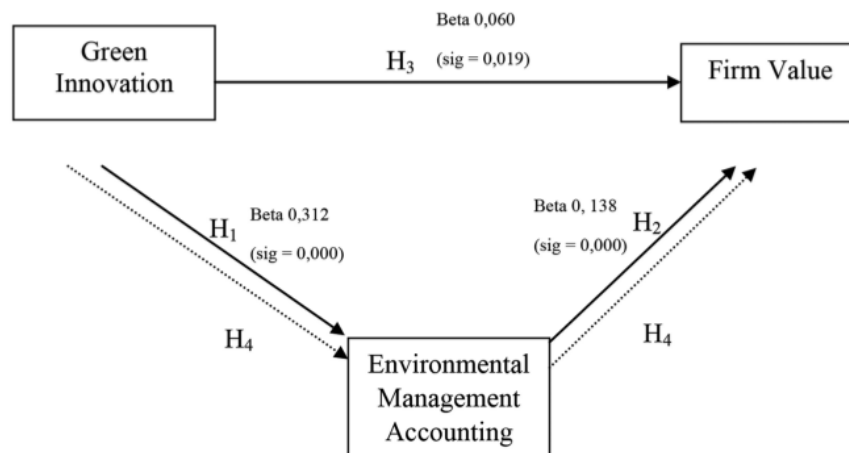 Beta 0,060
Green
Innovation
H3
(sig = 0,019)
Firm Value
H1
Beta 0,312
(sig = 0,000)
Beta 0, 138
(sig = 0,000)
H2
H4
H4
Environmental
Management
Accounting